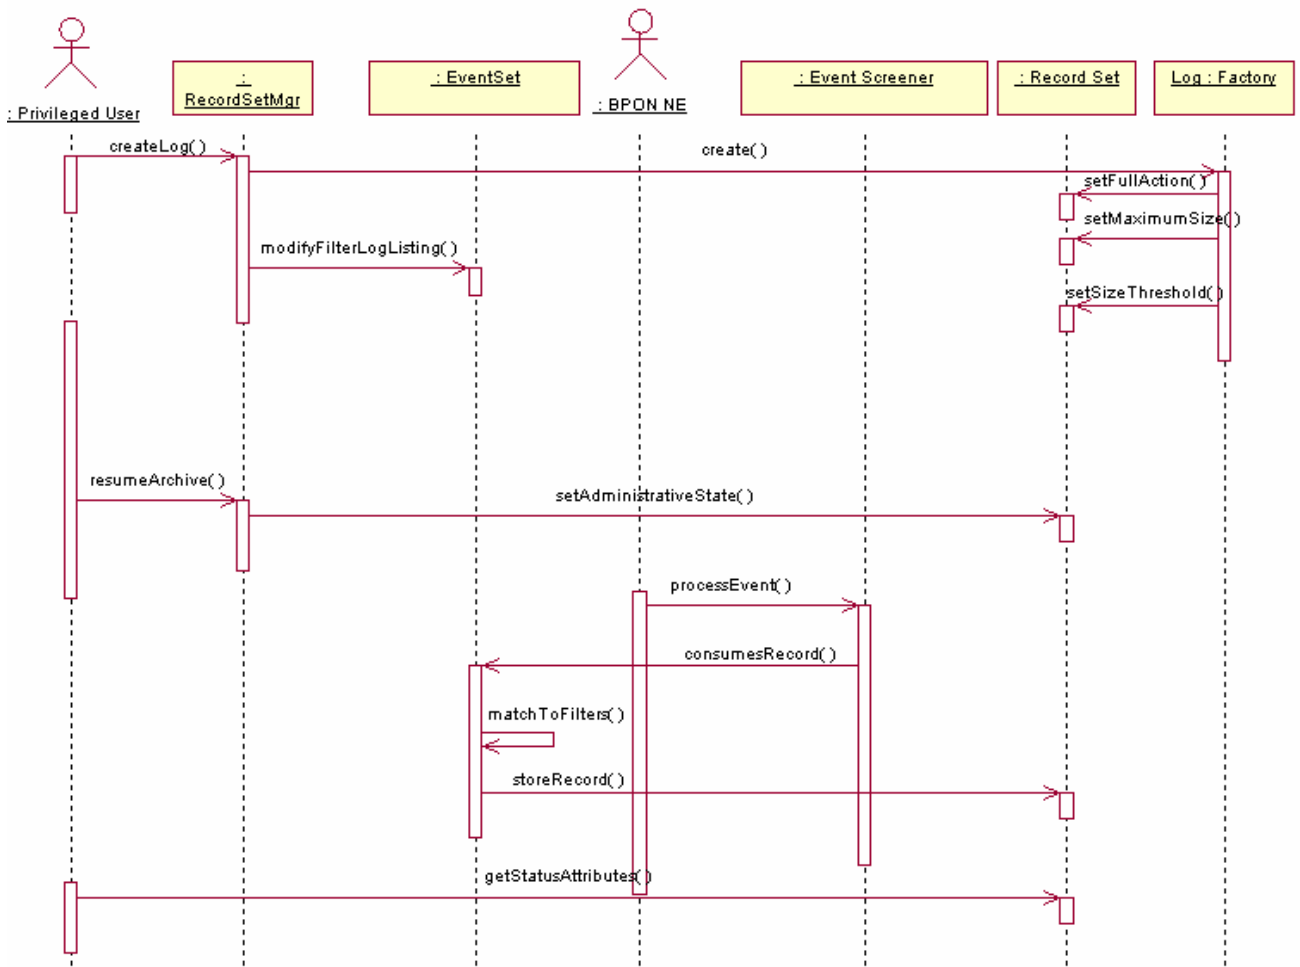 : Privileged User
:
RecordSetMgr
: EventSet
: BPON NE
: Event Screener
: Record Set
Log : Factory
createLog( )
create( )
setFullAction( )
setMaximumSize( )
modifyFilterLogListing( )
setSizeThreshold( )
resumeArchive( )
setAdministrativeState( )
processEvent( )
consumesRecord( )
matchToFilters( )
storeRecord( )
getStatusAttributes( )